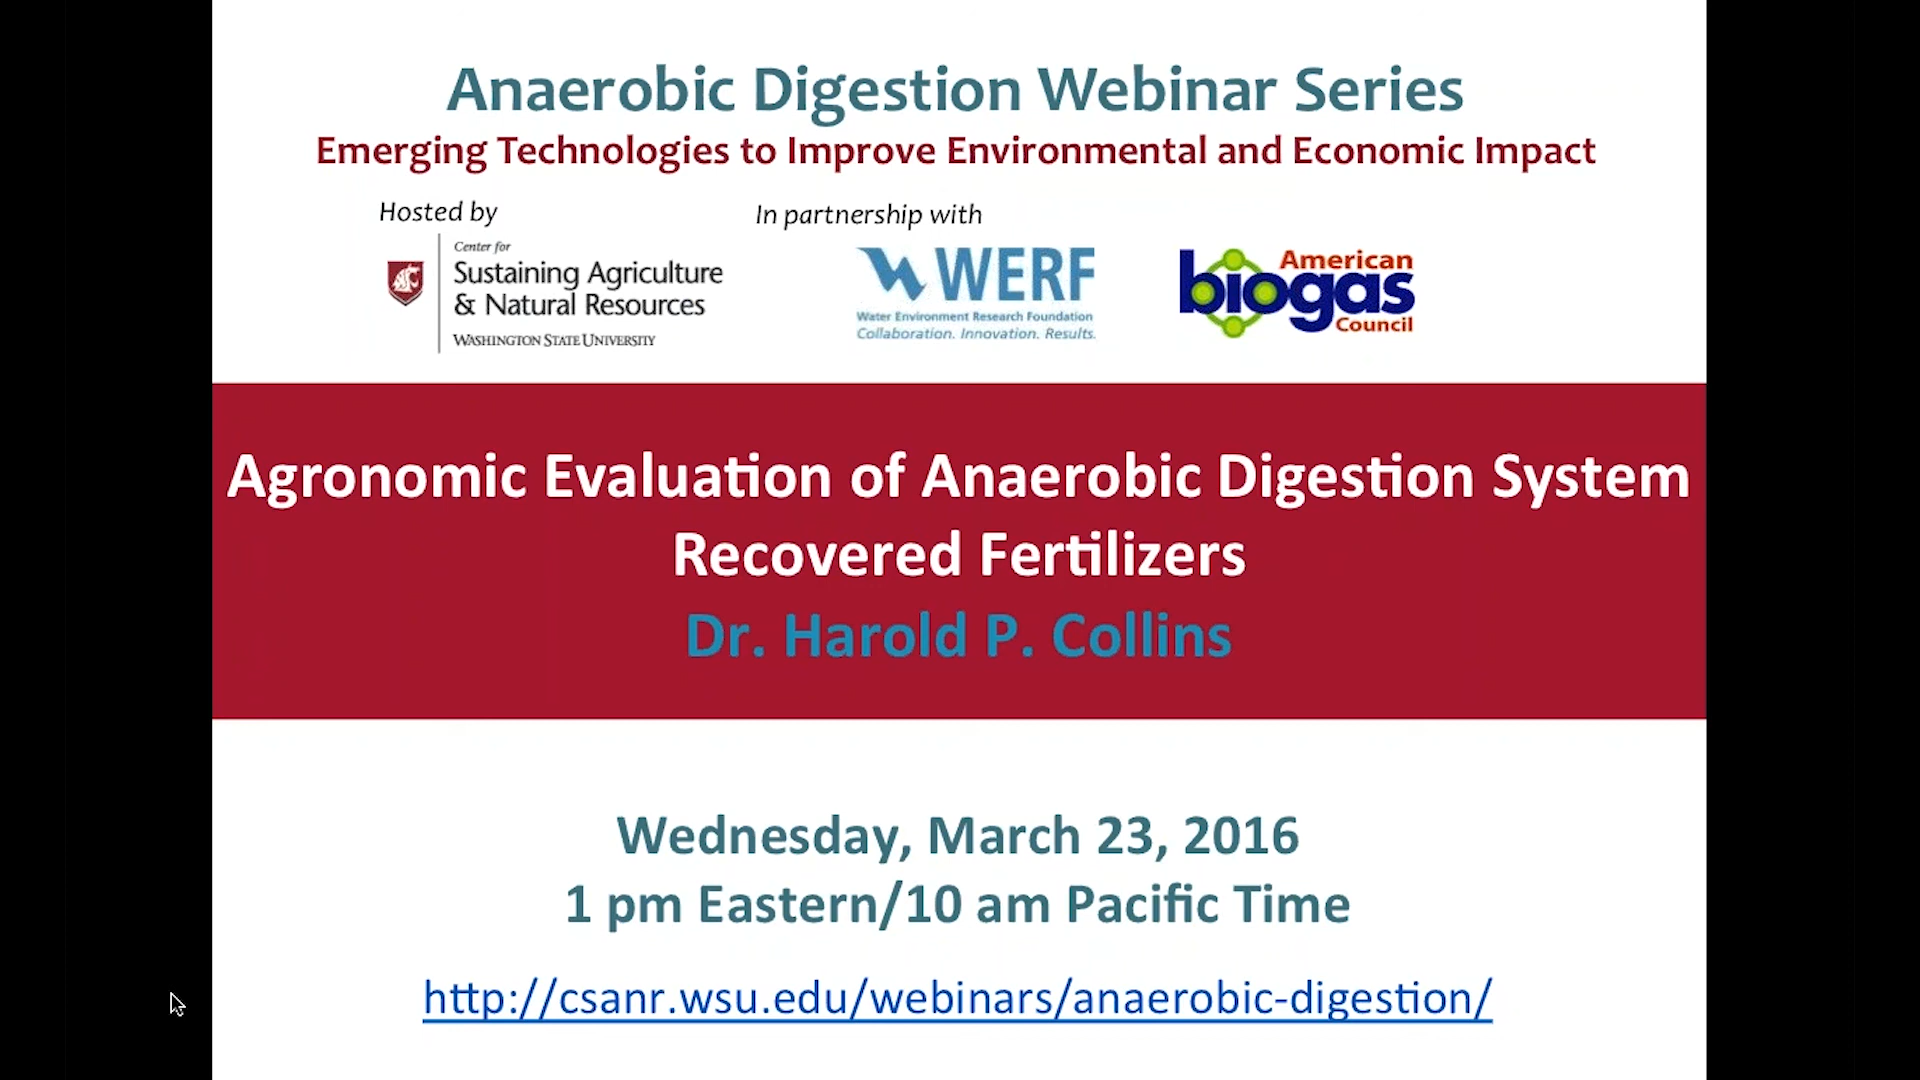 Anaerobic Digestion Webinar Series
Emerging Technologies to Improve Environmental and Economic Impact
Hosted by
In partnership with
Center for
Sustaining Agriculture
& Natural Resources
WASHINGTON STATE UNIVERSITY
WERF
Water Environment Research Foundation
Collaboration. Innovation. Results.
American
biogas
Council
Agronomic Evaluation of Anaerobic Digestion System
Recovered Fertilizers
Dr. Harold P. Collins
Wednesday, March 23, 2016
1 pm Eastern/10 am Pacific Time
http://csanr.wsu.edu/webinars/anaerobic-digestion/